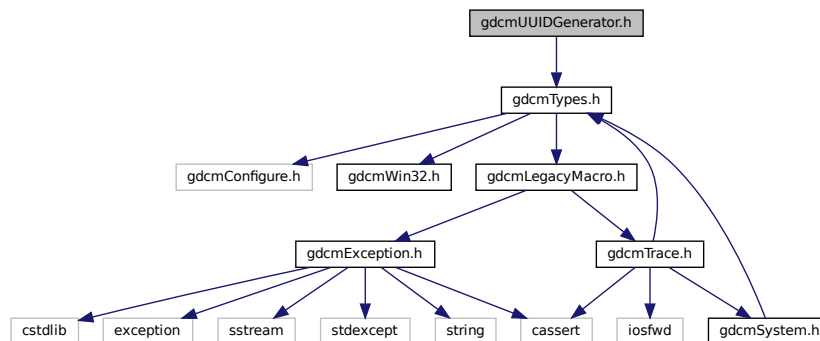 gdcmUUIDGenerator.h
gdcmTypes.h
gdcmConfigure.h
gdcmWin32.h
gdcmLegacyMacro.h
gdcmException.h
gdcmTrace.h
cstdlib
exception
sstream
stdexcept
string
cassert
iosfwd
gdcmSystem.h